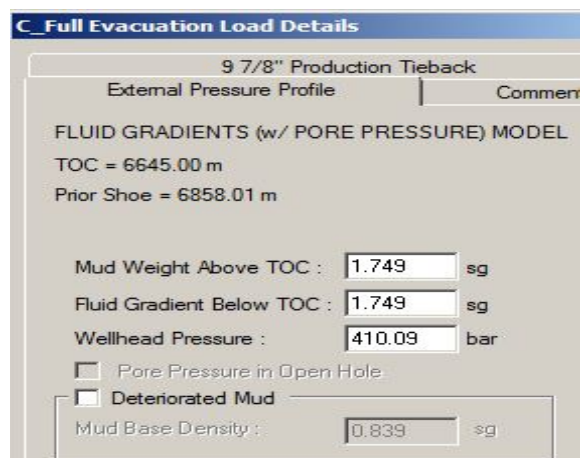 C_Full Evacuation Load Details
9 7/8" Production Tieback
External Pressure Profile
Commen
FLUID GRADIENTS (w/ PORE PRESSURE) MODEL
TOC = 6645.00 m
Prior Shoe = 6858.01 m
Mud Weight Above TOC : 1.749 sg
Fluid Gradient Below TOC : 1.749 sg
Wellhead Pressure : 410.09 bar
Pore Pressure in Open Hole
Deteriorated Mud
Mud Base Density : 0.839 sg